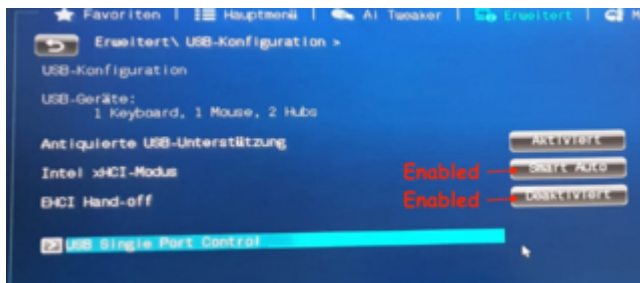 Favoriten | Hauptmenü | Ai Tweaker | Erweitert |
Erweitert\ USB-Konfiguration >
USB-Konfiguration
USB-Geräte:
1 Keyboard, 1 Mouse, 2 Hubs
Antiquierte USB-Unterstützung Aktiviert
Intel xHCI-Modus Enabled Smart Auto
EHCI Hand-off Enabled Deaktiviert
USB Single Port Control